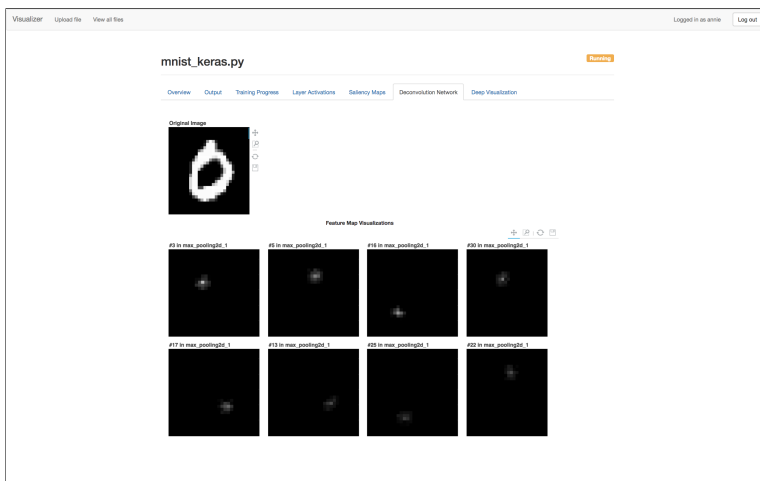 Visualizer Upload file View all files Logged in as annie Log out
mnist_keras.py Running
Overview Output Training Progress Layer Activations Saliency Maps Deconvolution Network Deep Visualization
Original Image
Feature Map Visualizations
#3 in max_pooling2d_1 #5 in max_pooling2d_1 #16 in max_pooling2d_1 #30 in max_pooling2d_1
#17 in max_pooling2d_1 #13 in max_pooling2d_1 #25 in max_pooling2d_1 #22 in max_pooling2d_1